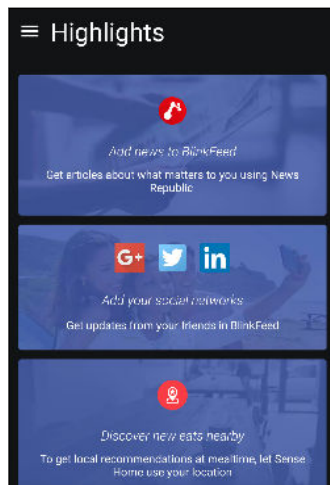 Highlights
Add news to BlinkFeed
Get articles about what matters to you using News
Republic
G+
in
Add your social networks
Get updates from your friends in BlinkFeed
Discover new eats nearby
To get local recommendations at mealtime, let Sense
Home use your location